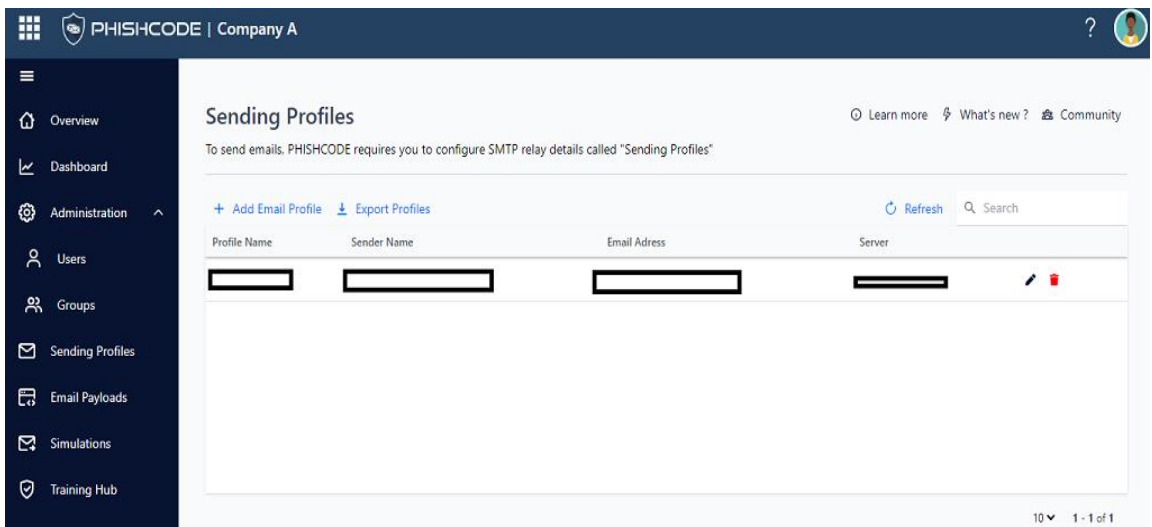 PHISHCODE | Company A
?
Overview
Dashboard
Administration
Users
Groups
Sending Profiles
Email Payloads
Simulations
Training Hub
Sending Profiles
Learn more What's new ? Community
To send emails, PHISHCODE requires you to configure SMTP relay details called "Sending Profiles"
+ Add Email Profile Export Profiles Refresh Search
Profile Name Sender Name Email Adress Server
10 1 - 1 of 1